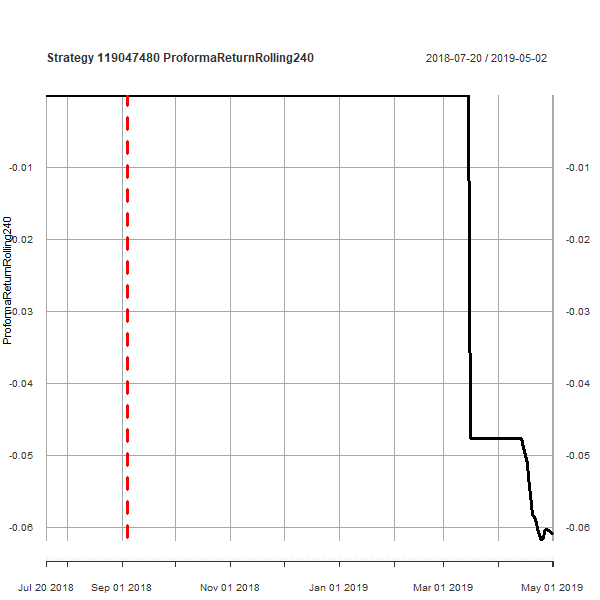 Strategy 119047480 ProformaReturnRolling240
2018-07-20 / 2019-05-02
ProformaReturnRolling240
-0.01 -0.01
-0.02 -0.02
-0.03 -0.03
-0.04 -0.04
-0.05 -0.05
-0.06 -0.06
Jul 20 2018 Sep 01 2018 Nov 01 2018 Jan 01 2019 Mar 01 2019 May 01 2019